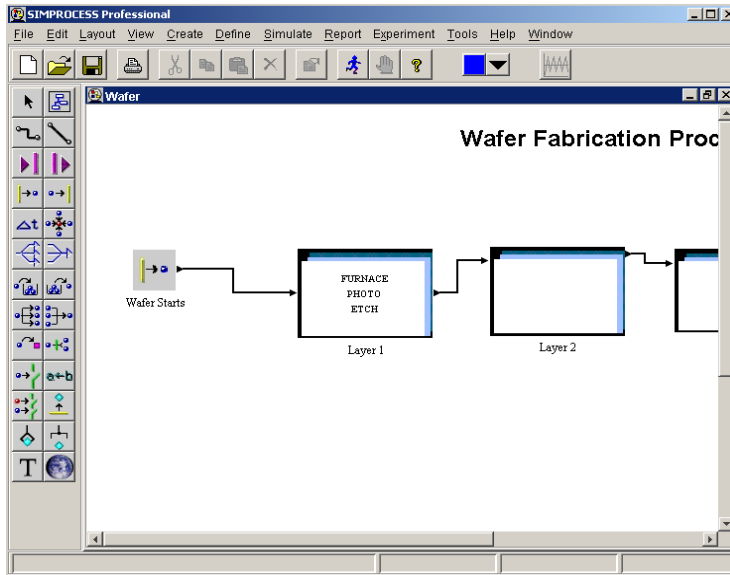 SIMPROCESS Professional
File Edit Layout View Create Define Simulate Report Experiment Tools Help Window
Wafer
Wafer Fabrication Proc
Δt
a←b
T
Wafer Starts
FURNACE
PHOTO
ETCH
Layer 1
Layer 2